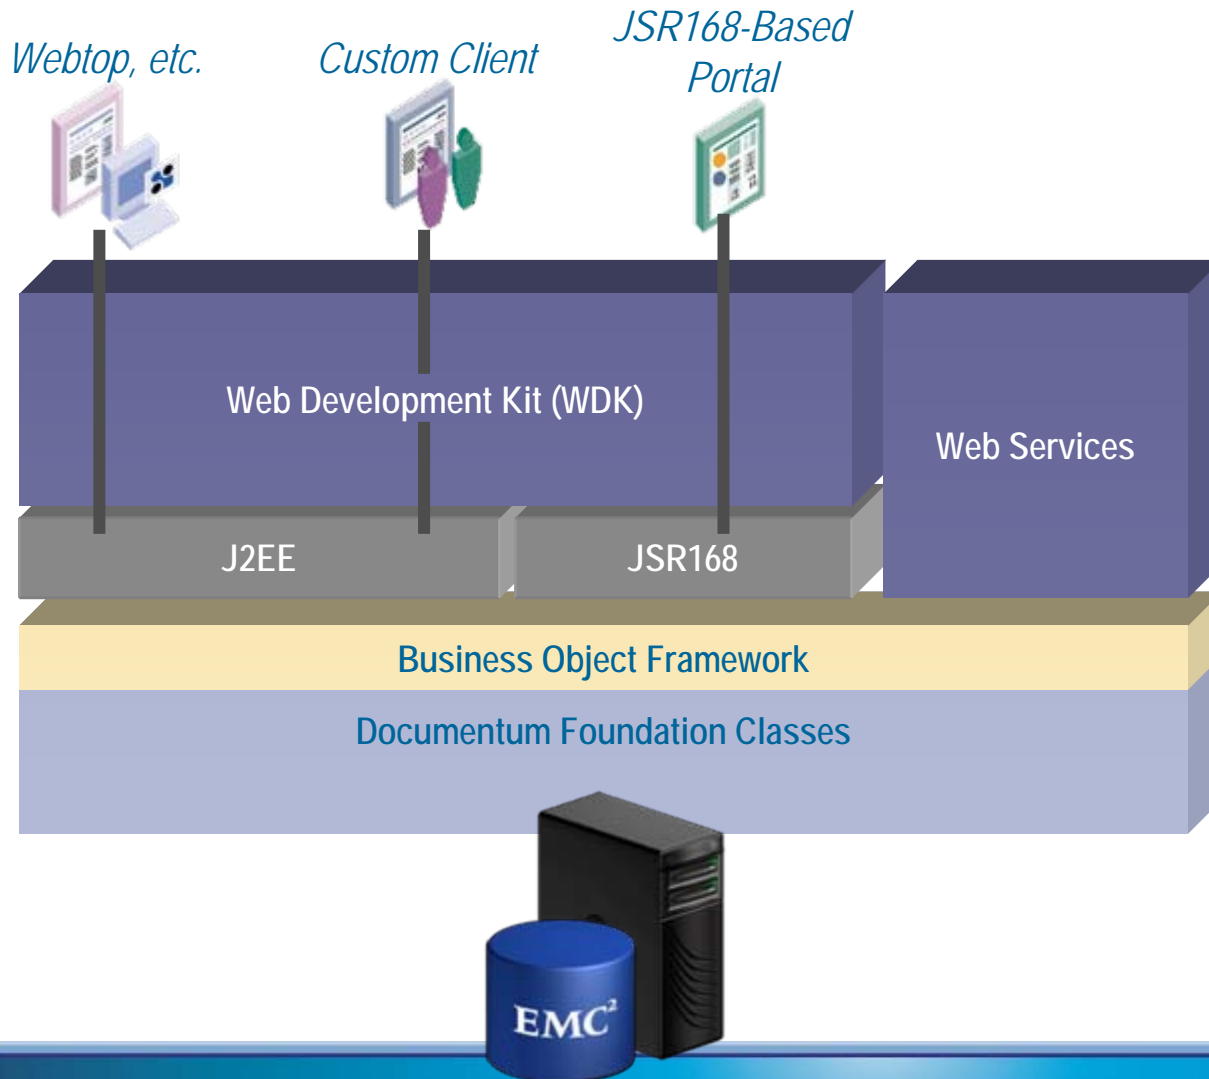 Webtop, etc.
Custom Client
JSR168-Based
Portal
Web Development Kit (WDK)
Web Services
J2EE
JSR168
Business Object Framework
Documentum Foundation Classes
EMC²